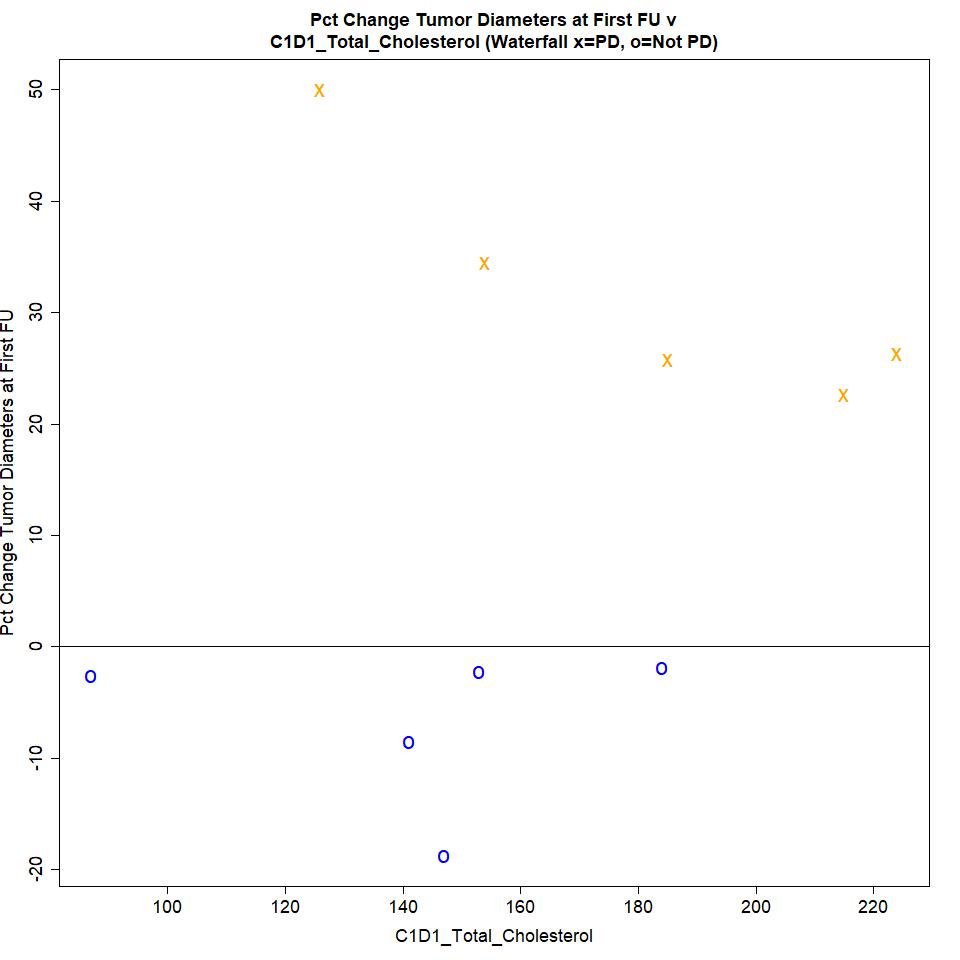 Pct Change Tumor Diameters at First FU v
C1D1_Total_Cholesterol (Waterfall x=PD, o=Not PD)
Pct Change Tumor Diameters at First FU
50
40
30
20
10
0
-10
-20
X
X
X
X
X
O
O
O
O
O
100 120 140 160 180 200 220
C1D1_Total_Cholesterol